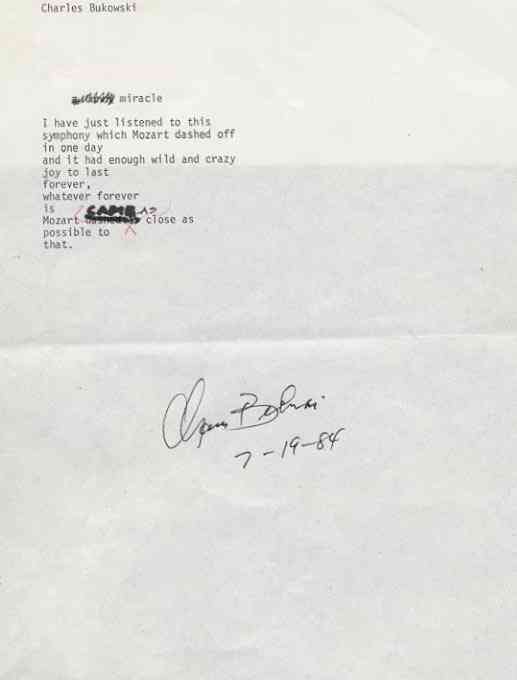 Charles Bukowski
miracle
I have just listened to this
symphony which Mozart dashed off
in one day
and it had enough wild and crazy
joy to last
forever,
whatever forever
is
CAME AS
Mozart dashed close as
possible to
that.
Charles Bukowski
7-19-84